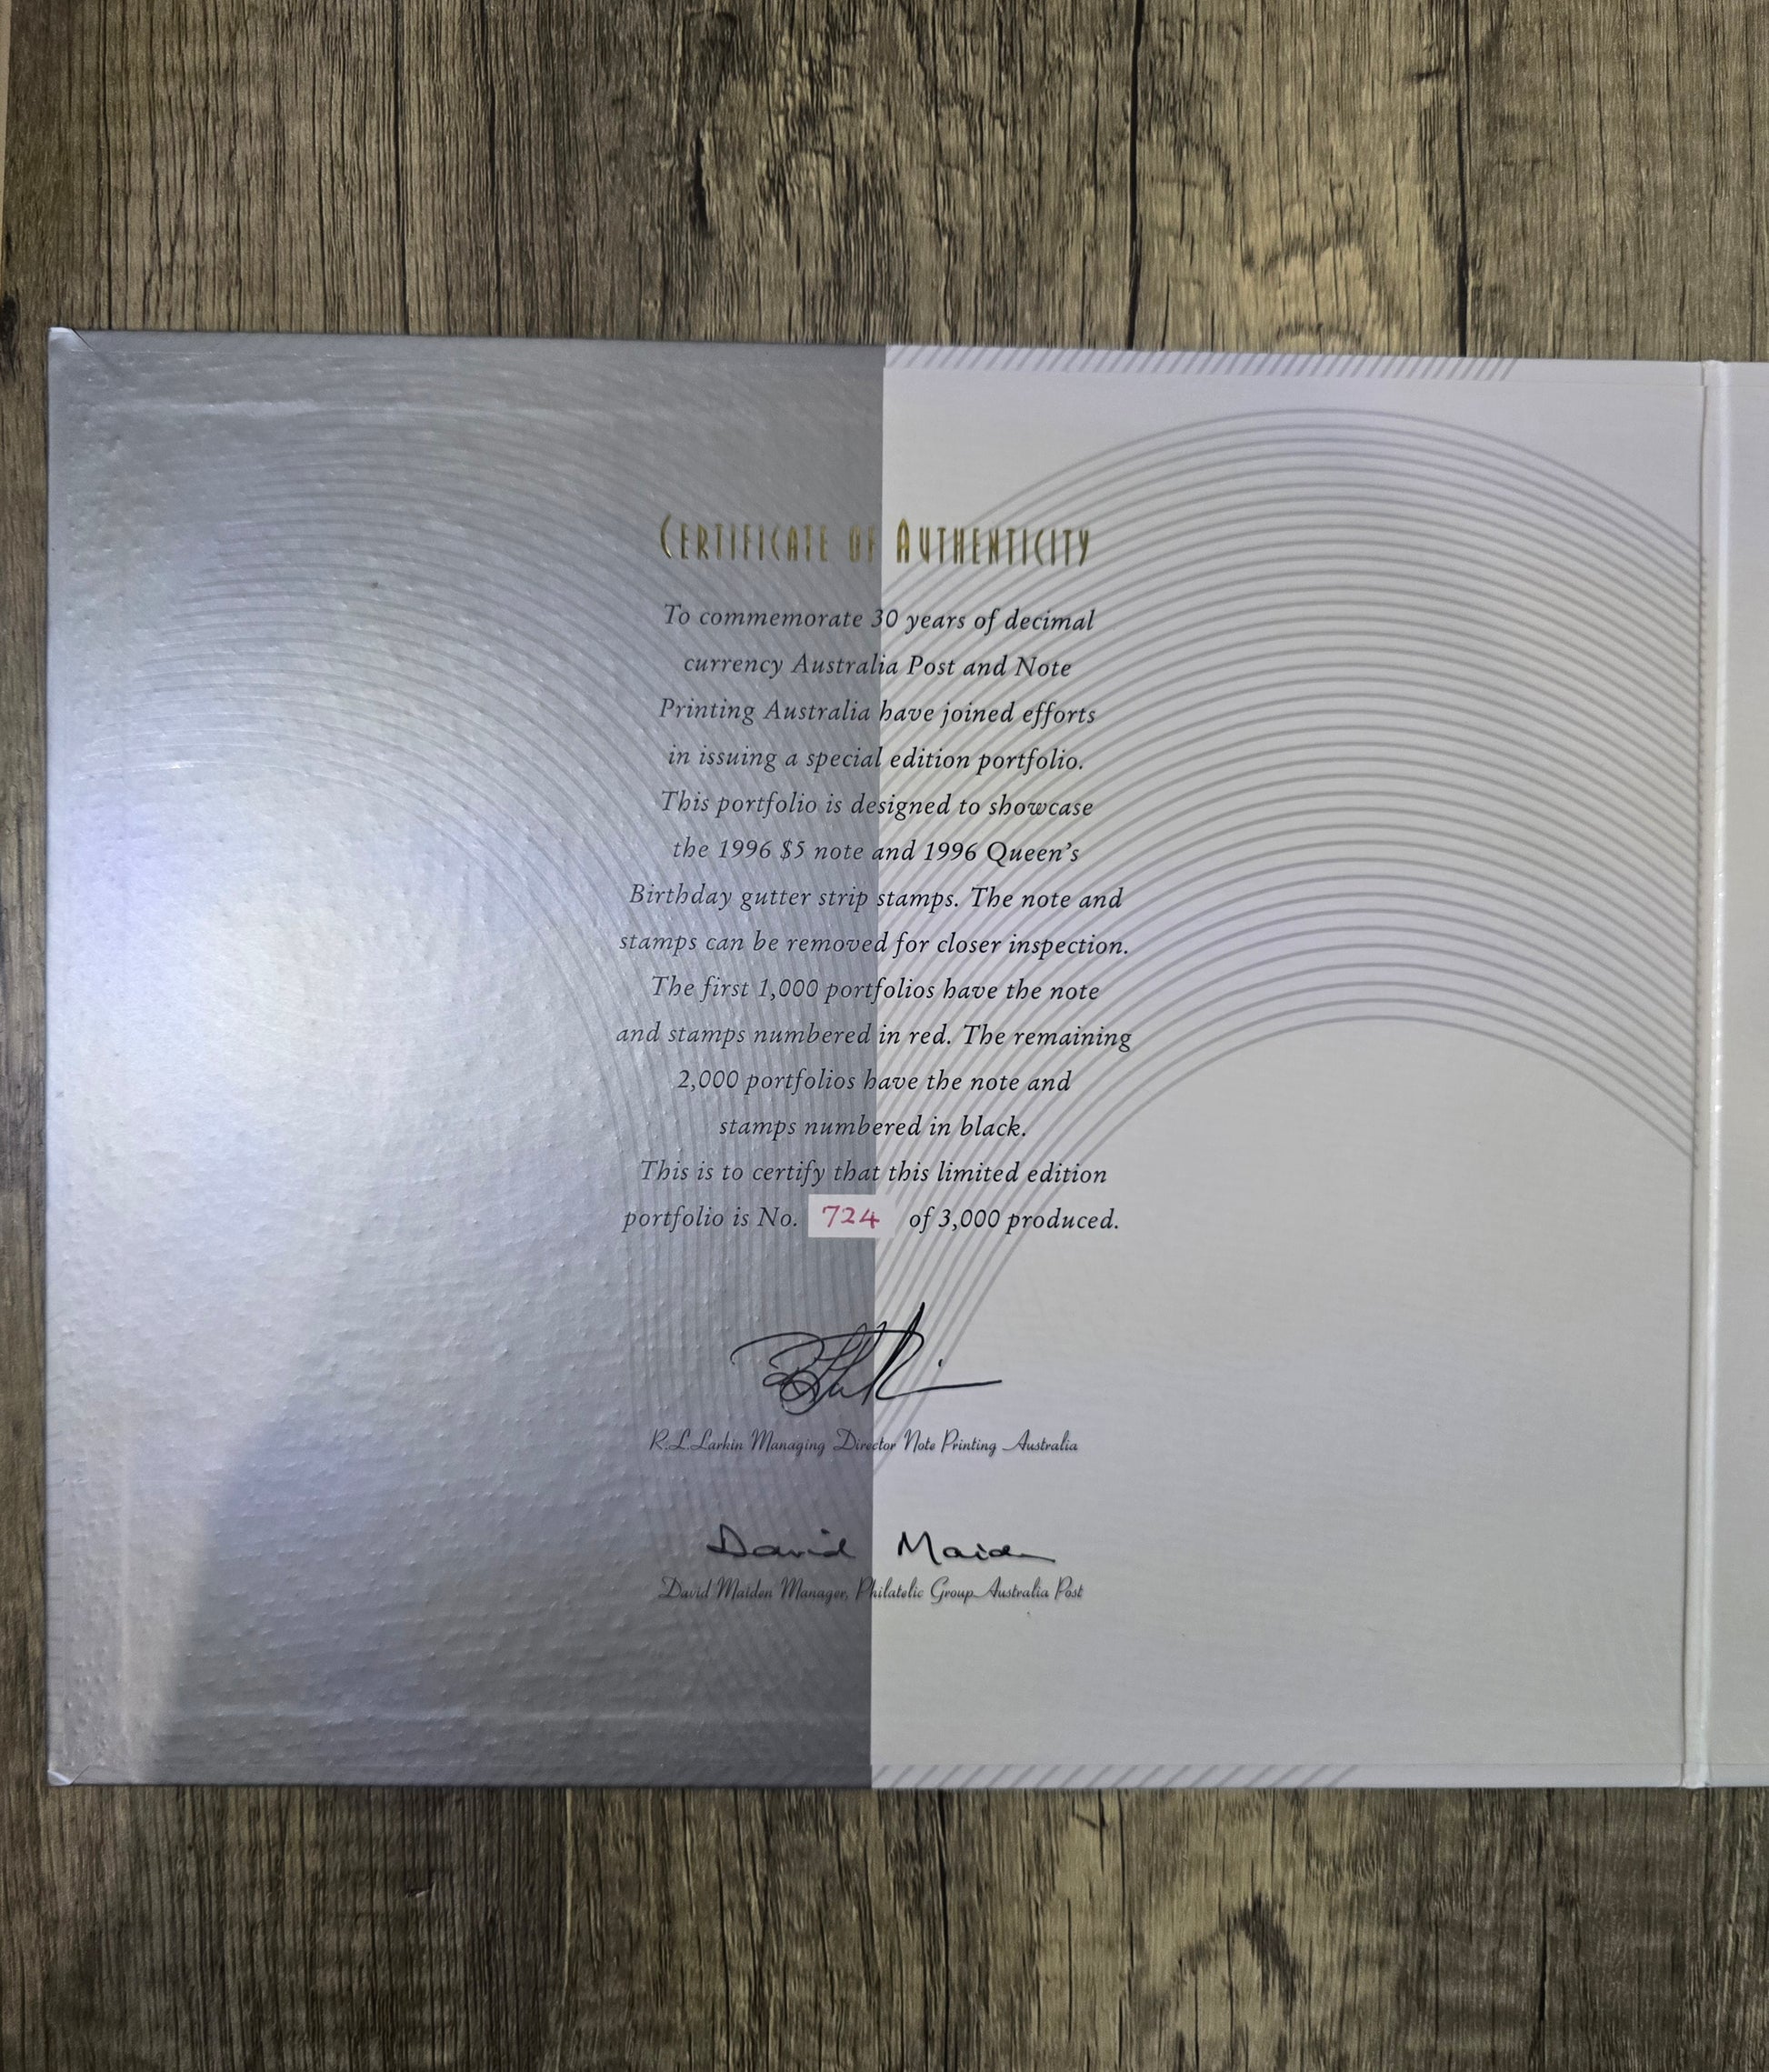 CERTIFICATE OF AUTHENTICITY
To commemorate 30 years of decimal
currency Australia Post and Note
Printing Australia have joined efforts
in issuing a special edition portfolio.
This portfolio is designed to showcase
the 1996 $5 note and 1996 Queen's
Birthday gutter strip stamps. The note and
stamps can be removed for closer inspection.
The first 1,000 portfolios have the note
and stamps numbered in red. The remaining
2,000 portfolios have the note and
stamps numbered in black.
This is to certify that this limited edition
portfolio is No. 724 of 3,000 produced.
R.L.Larkin Managing Director Note Printing Australia
David Maiden
David Maiden Manager, Philatelic Group Australia Post